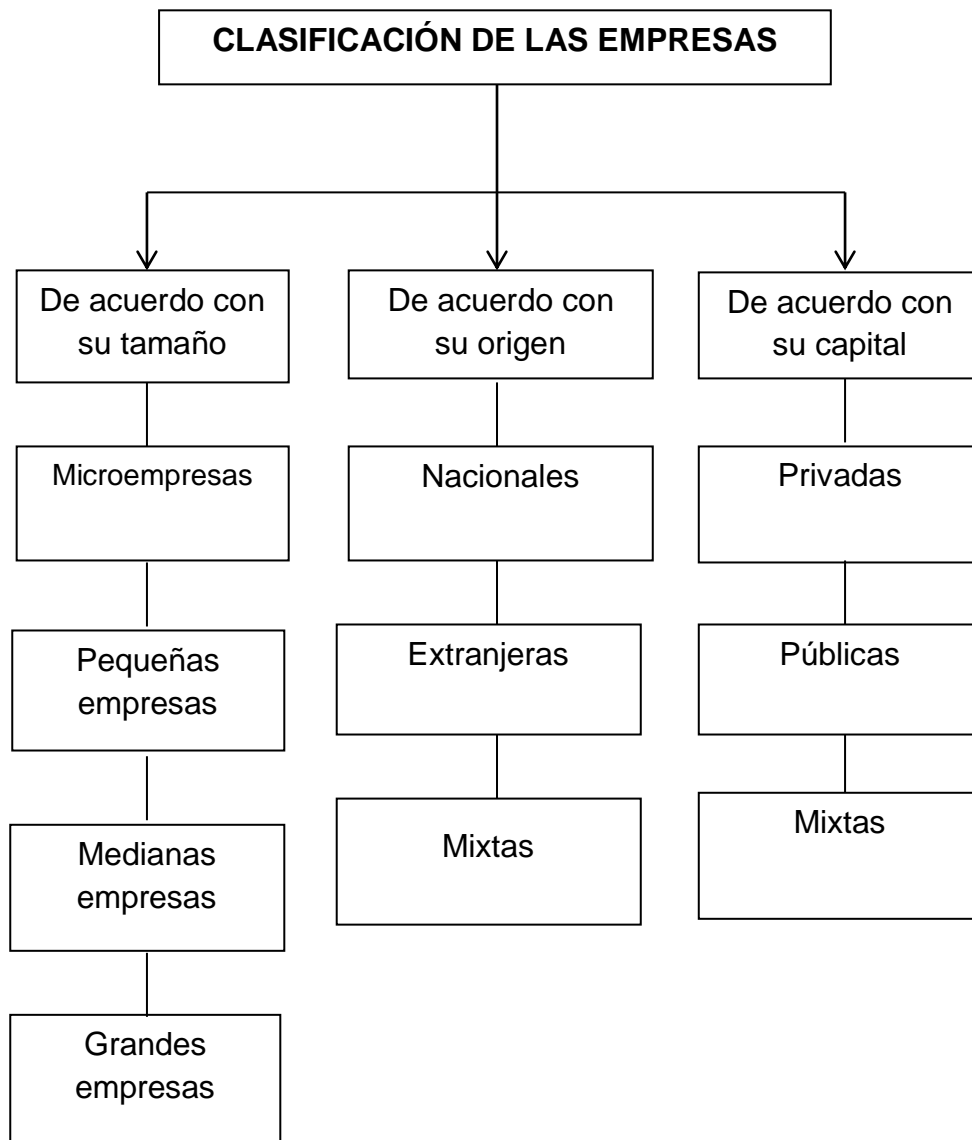 CLASIFICACIÓN DE LAS EMPRESAS
De acuerdo con
su tamaño
Microempresas
Pequeñas
empresas
Medianas
empresas
Grandes
empresas
De acuerdo con
su origen
Nacionales
Extranjeras
Mixtas
De acuerdo con
su capital
Privadas
Públicas
Mixtas